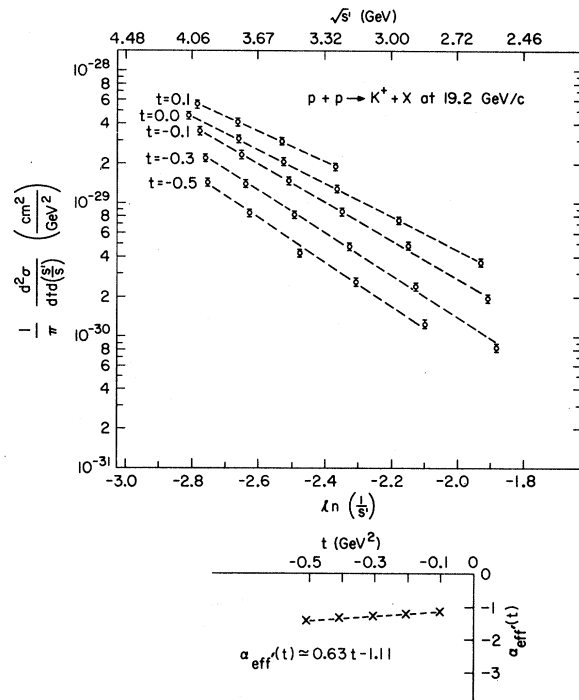 √s' (GeV)
4.48 4.06 3.67 3.32 3.00 2.72 2.46
10⁻²⁸
8
6
4
2
10⁻²⁹
8
6
4
2
10⁻³⁰
8
6
4
2
10⁻³¹
p + p → K⁺ + X at 19.2 GeV/c
t=0.1
t=0.0
t=-0.1
t=-0.3
t=-0.5
1/π d²σ/dtd(s'/s) (cm²/GeV²)
-3.0 -2.8 -2.6 -2.4 -2.2 -2.0 -1.8
ln (1/s')
t (GeV²)
-0.5 -0.3 -0.1 0
0
-1
-2
-3
α_eff'(t)
α_eff'(t) ≃ 0.63 t - 1.11